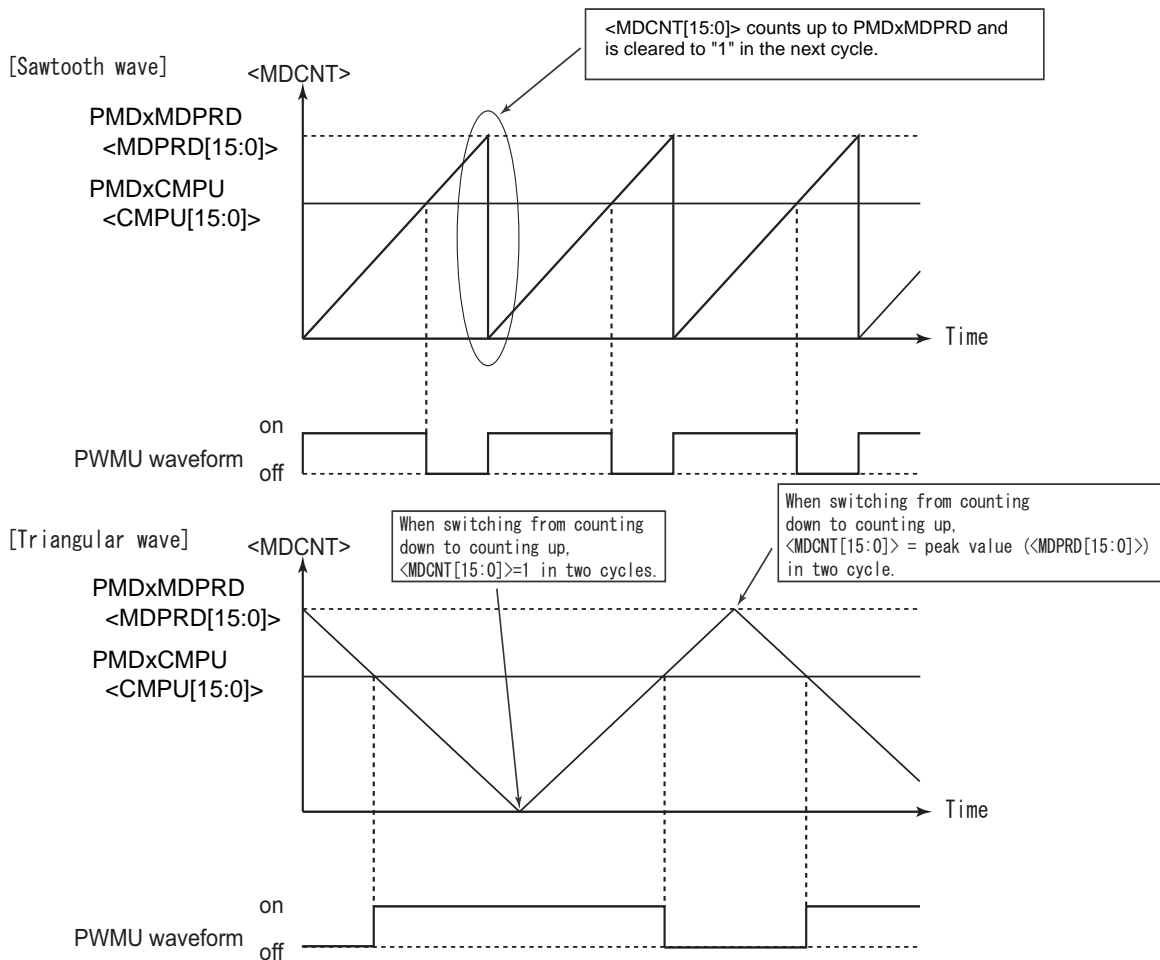 <MDCNT[15:0]> counts up to PMDxMDPRD and
is cleared to "1" in the next cycle.
[Sawtooth wave]
<MDCNT>
PMDxMDPRD
<MDPRD[15:0]>
PMDxCMPU
<CMPU[15:0]>
Time
on
PWMU waveform
off
[Triangular wave]
<MDCNT>
When switching from counting
down to counting up,
<MDCNT[15:0]>=1 in two cycles.
When switching from counting
down to counting up,
<MDCNT[15:0]> = peak value (<MDPRD[15:0]>)
in two cycle.
PMDxMDPRD
<MDPRD[15:0]>
PMDxCMPU
<CMPU[15:0]>
Time
on
PWMU waveform
off